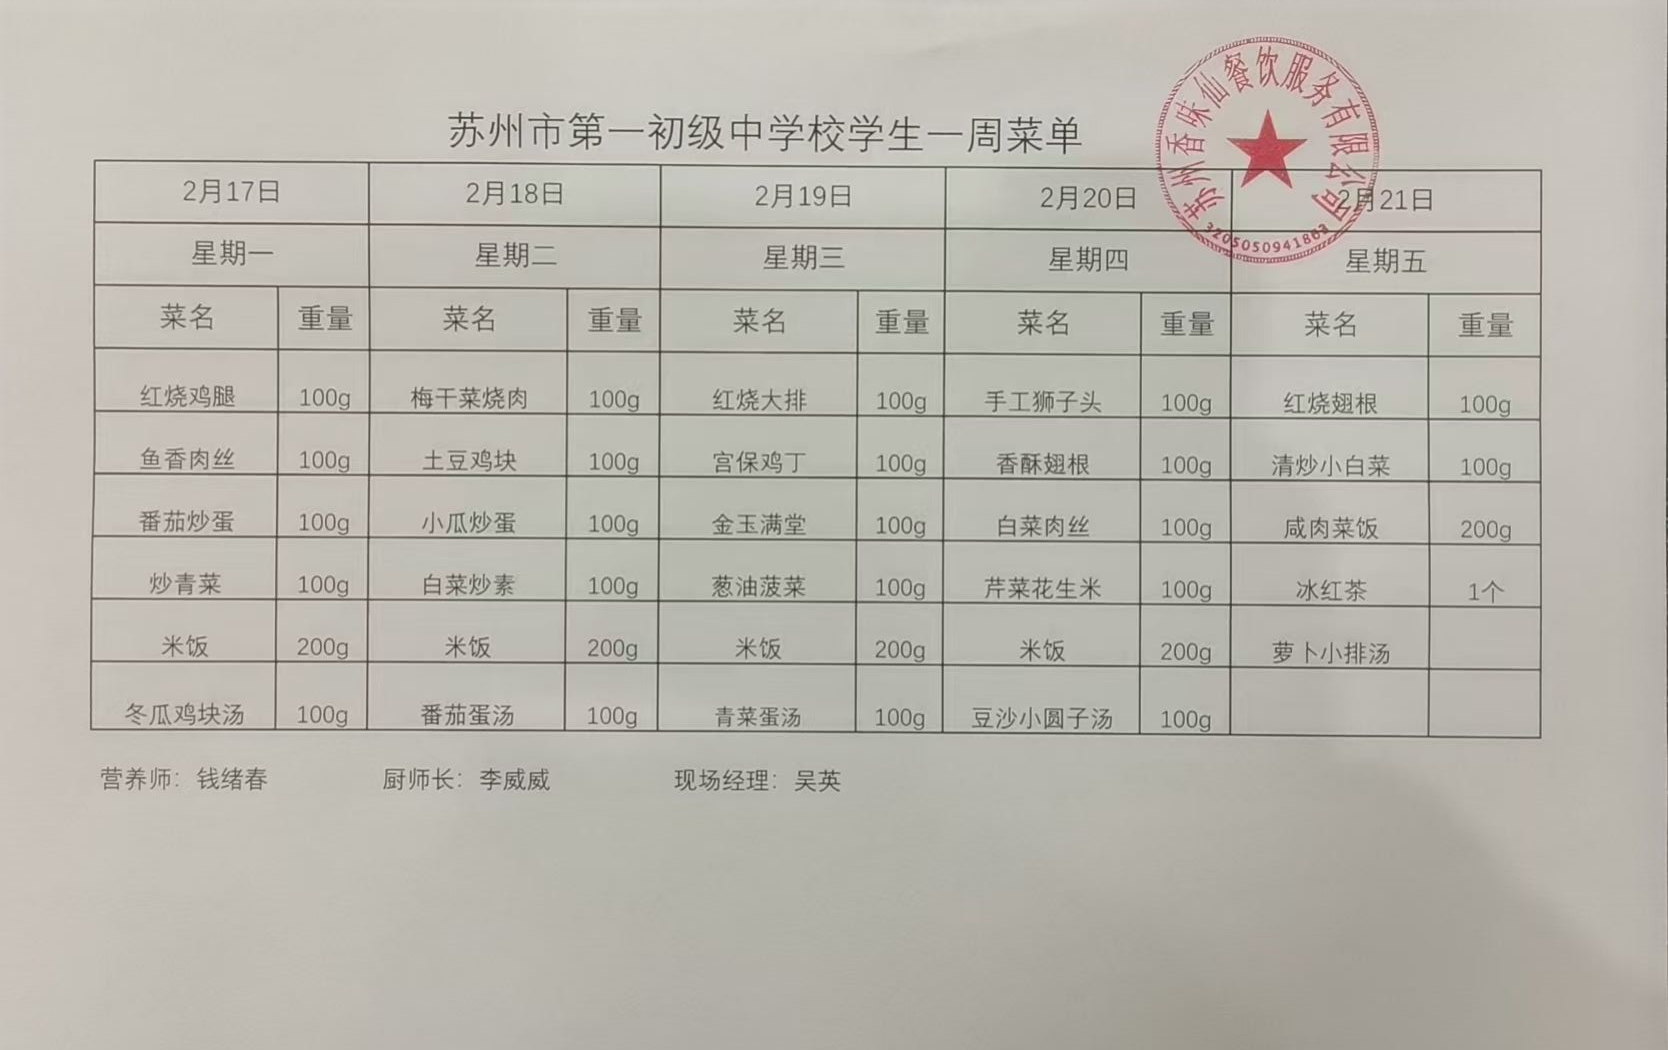 苏州市第一初级中学校学生一周菜单
苏州香味仙餐饮服务有限公司
2月17日 2月18日 2月19日 2月20日 2月21日
星期一 星期二 星期三 星期四 星期五
菜名 重量 菜名 重量 菜名 重量 菜名 重量 菜名 重量
红烧鸡腿 100g 梅干菜烧肉 100g 红烧大排 100g 手工狮子头 100g 红烧翅根 100g
鱼香肉丝 100g 土豆鸡块 100g 宫保鸡丁 100g 香酥翅根 100g 清炒小白菜 100g
番茄炒蛋 100g 小瓜炒蛋 100g 金玉满堂 100g 白菜肉丝 100g 咸肉菜饭 200g
炒青菜 100g 白菜炒素 100g 葱油菠菜 100g 芹菜花生米 100g 冰红茶 1个
米饭 200g 米饭 200g 米饭 200g 米饭 200g 萝卜小排汤
冬瓜鸡块汤 100g 番茄蛋汤 100g 青菜蛋汤 100g 豆沙小圆子汤 100g
营养师：钱绪春 厨师长：李威威 现场经理：吴英